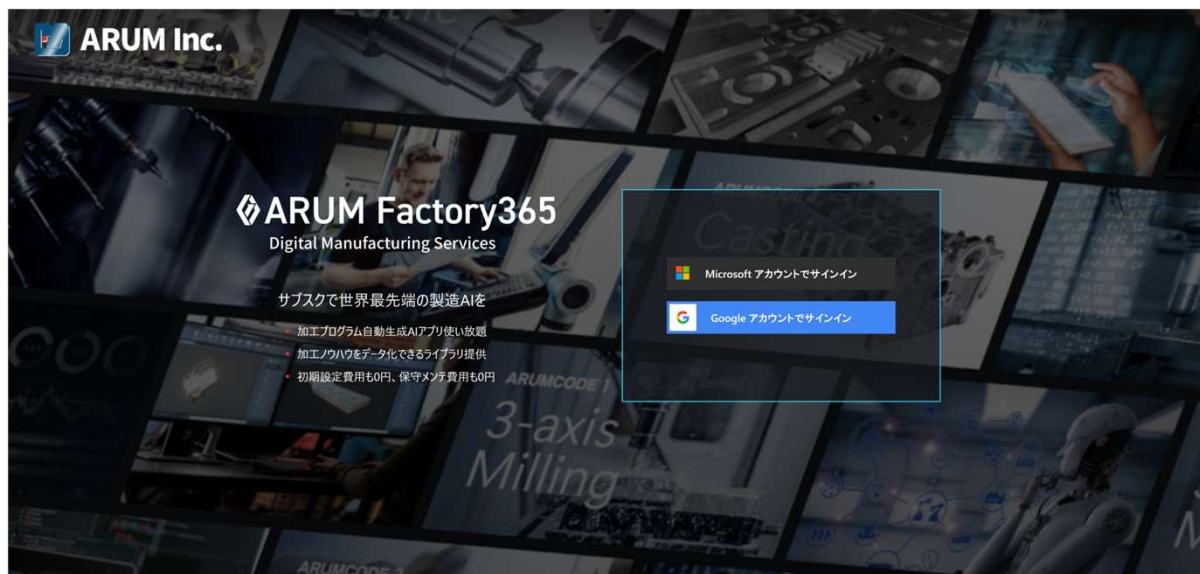 ARUM Inc.
ARUM Factory365
Digital Manufacturing Services
サブスクで世界最先端の製造AIを
加工プログラム自動生成AIアプリ使い放題
加工ノウハウをデータ化できるライブラリ提供
初期設定費用も0円、保守メンテ費用も0円
Casting
Microsoft アカウントでサインイン
Google アカウントでサインイン
ARUMCODE 1
3-axis
Milling